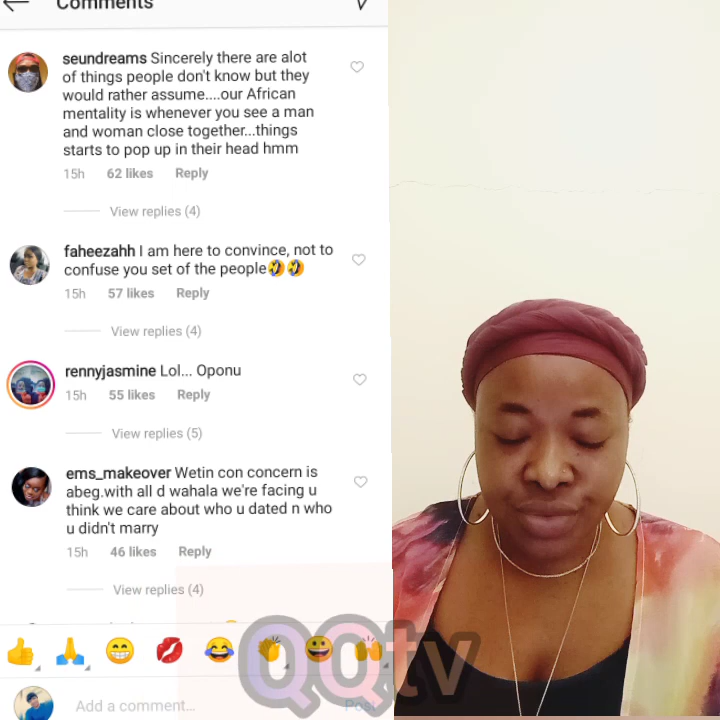 Comments
seundreams Sincerely there are alot
of things people don't know but they
would rather assume....our African
mentality is whenever you see a man
and woman close together...things
starts to pop up in their head hmm
15h 62 likes Reply
View replies (4)
faheezahh I am here to convince, not to
confuse you set of the people🤣🤣
15h 57 likes Reply
View replies (4)
rennyjasmine Lol... Oponu
15h 55 likes Reply
View replies (5)
ems_makeover Wetin con concern is
abeg.with all d wahala we're facing u
think we care about who u dated n who
u didn't marry
15h 46 likes Reply
View replies (4)
👍🙏😁💋😂👏😀🙌
QQtv
Add a comment... Post